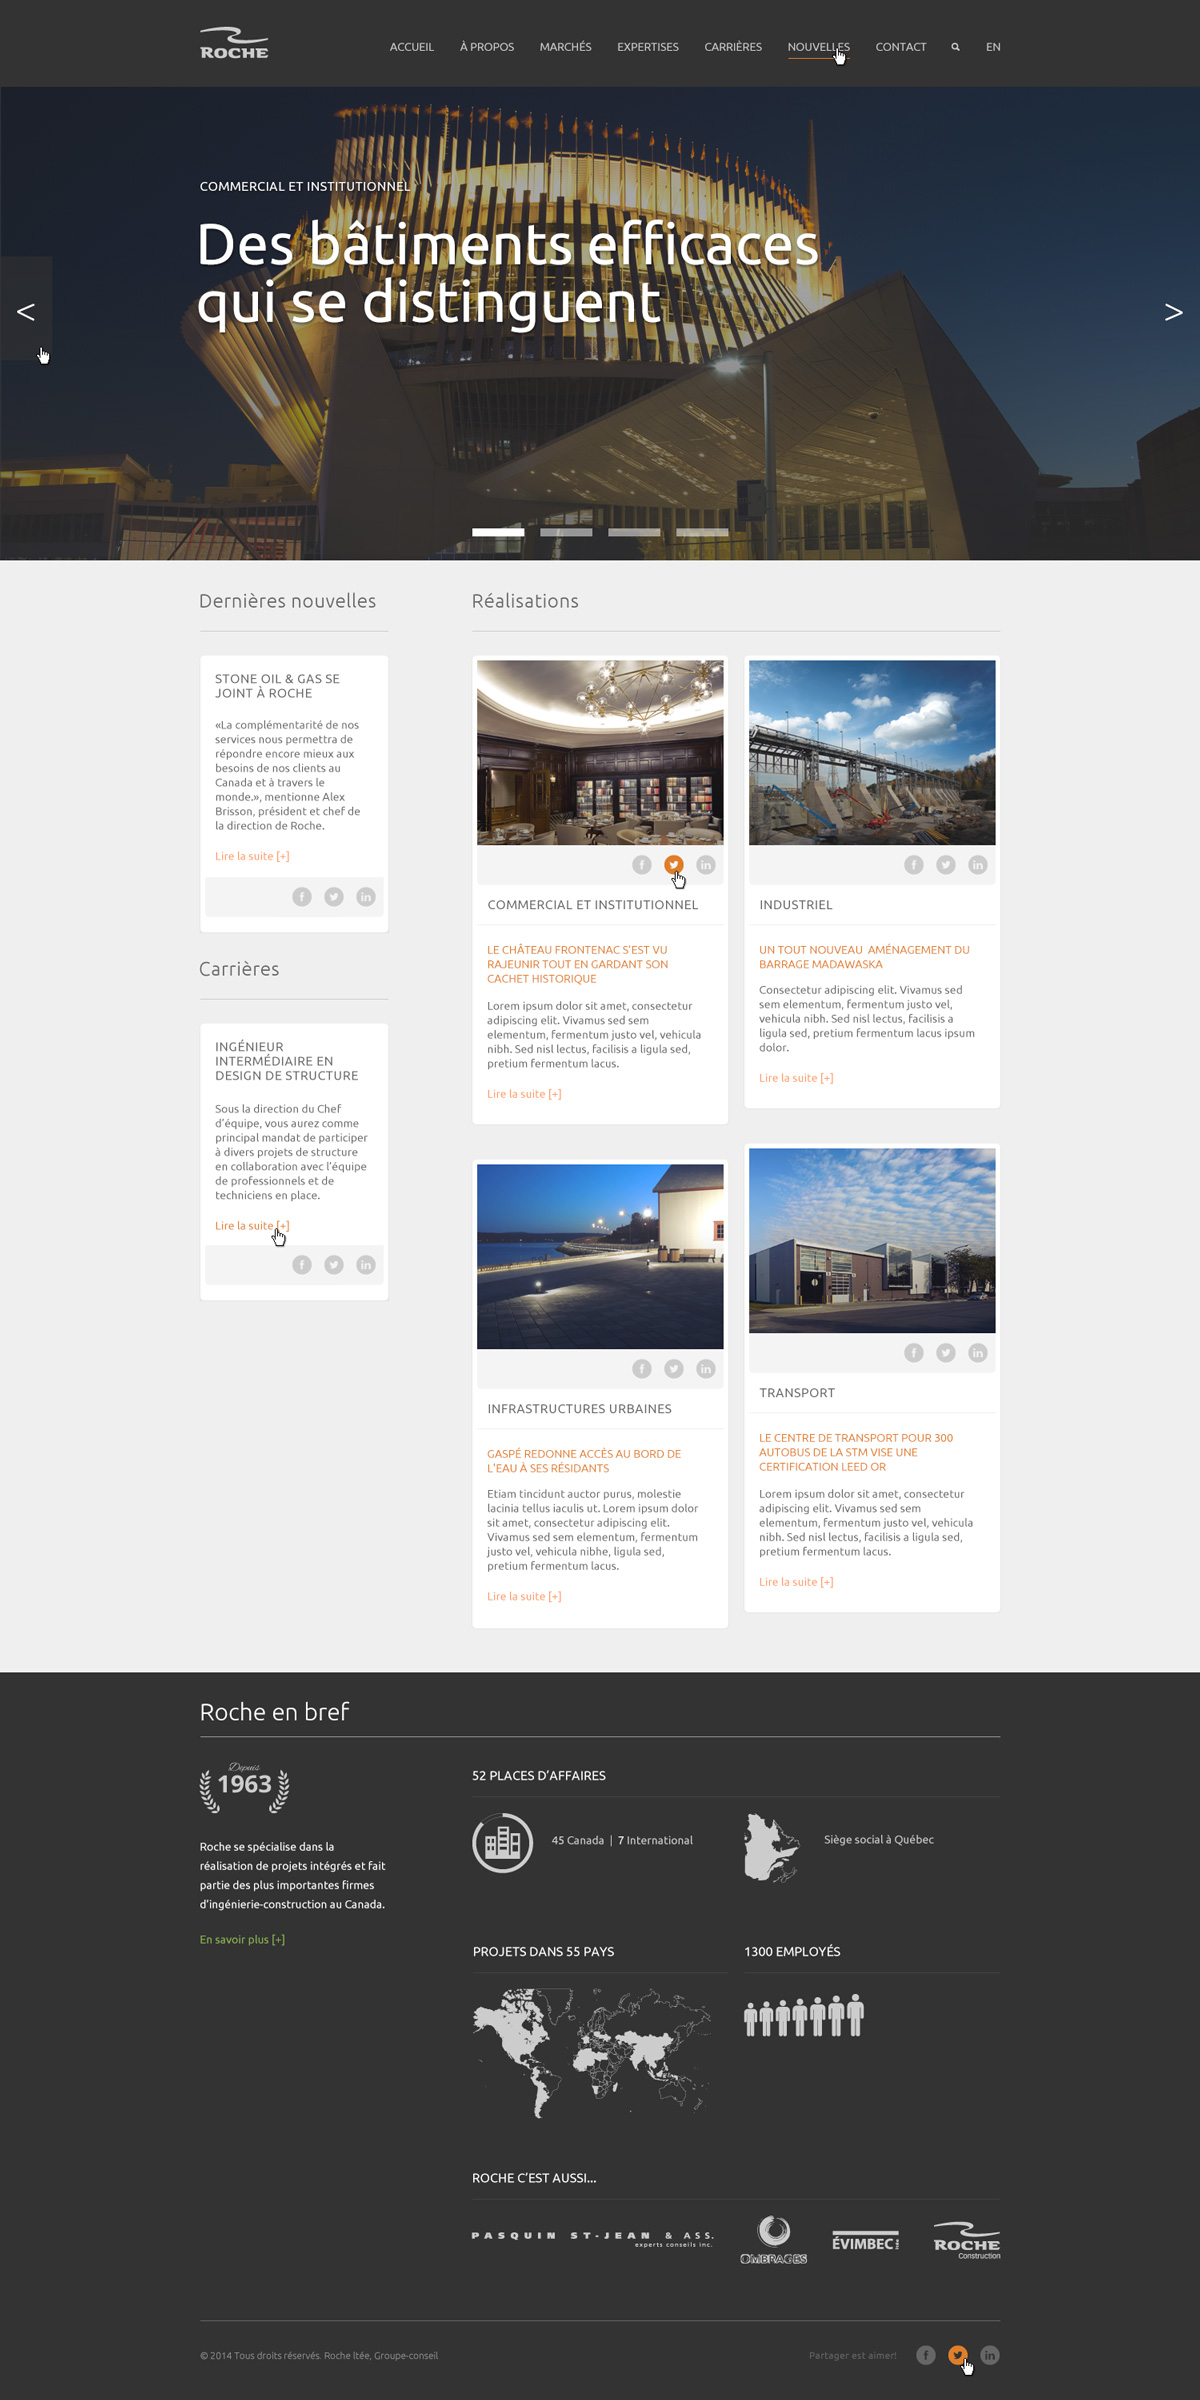 ROCHE
ACCUEIL
À PROPOS
MARCHÉS
EXPERTISES
CARRIÈRES
NOUVELLES
CONTACT
EN
COMMERCIAL ET INSTITUTIONNEL
Des bâtiments efficaces
qui se distinguent
<
>
Dernières nouvelles
STONE OIL & GAS SE
JOINT À ROCHE
«La complémentarité de nos
services nous permettra de
répondre encore mieux aux
besoins de nos clients au
Canada et à travers le
monde.», mentionne Alex
Brisson, président et chef de
la direction de Roche.
Lire la suite [+]
Carrières
INGÉNIEUR
INTERMÉDIAIRE EN
DESIGN DE STRUCTURE
Sous la direction du Chef
d'équipe, vous aurez comme
principal mandat de participer
à divers projets de structure
en collaboration avec l'équipe
de professionnels et de
techniciens en place.
Lire la suite [+]
Réalisations
COMMERCIAL ET INSTITUTIONNEL
LE CHÂTEAU FRONTENAC S'EST VU
RAJEUNIR TOUT EN GARDANT SON
CACHET HISTORIQUE
Lorem ipsum dolor sit amet, consectetur
adipiscing elit. Vivamus sed sem
elementum, fermentum justo vel, vehicula
nibh. Sed nisl lectus, facilisis a ligula sed,
pretium fermentum lacus.
Lire la suite [+]
INDUSTRIEL
UN TOUT NOUVEAU  AMÉNAGEMENT DU
BARRAGE MADAWASKA
Consectetur adipiscing elit. Vivamus sed
sem elementum, fermentum justo vel,
vehicula nibh. Sed nisl lectus, facilisis a
ligula sed, pretium fermentum lacus ipsum
dolor.
Lire la suite [+]
INFRASTRUCTURES URBAINES
GASPÉ REDONNE ACCÈS AU BORD DE
L'EAU À SES RÉSIDANTS
Etiam tincidunt auctor purus, molestie
lacinia tellus iaculis ut. Lorem ipsum dolor
sit amet, consectetur adipiscing elit.
Vivamus sed sem elementum, fermentum
justo vel, vehicula nibhe, ligula sed,
pretium fermentum lacus.
Lire la suite [+]
TRANSPORT
LE CENTRE DE TRANSPORT POUR 300
AUTOBUS DE LA STM VISE UNE
CERTIFICATION LEED OR
Lorem ipsum dolor sit amet, consectetur
adipiscing elit. Vivamus sed sem
elementum, fermentum justo vel, vehicula
nibh. Sed nisl lectus, facilisis a ligula sed,
pretium fermentum lacus.
Lire la suite [+]
Roche en bref
Depuis
1963
Roche se spécialise dans la
réalisation de projets intégrés et fait
partie des plus importantes firmes
d'ingénierie-construction au Canada.
En savoir plus [+]
52 PLACES D'AFFAIRES
45 Canada | 7 International
Siège social à Québec
PROJETS DANS 55 PAYS
1300 EMPLOYÉS
ROCHE C'EST AUSSI...
PASQUIN ST-JEAN & ASS.
experts conseils inc.
OMBRAGES
ÉVIMBEC
ROCHE
Construction
© 2014 Tous droits réservés. Roche ltée, Groupe-conseil
Partager est aimer!